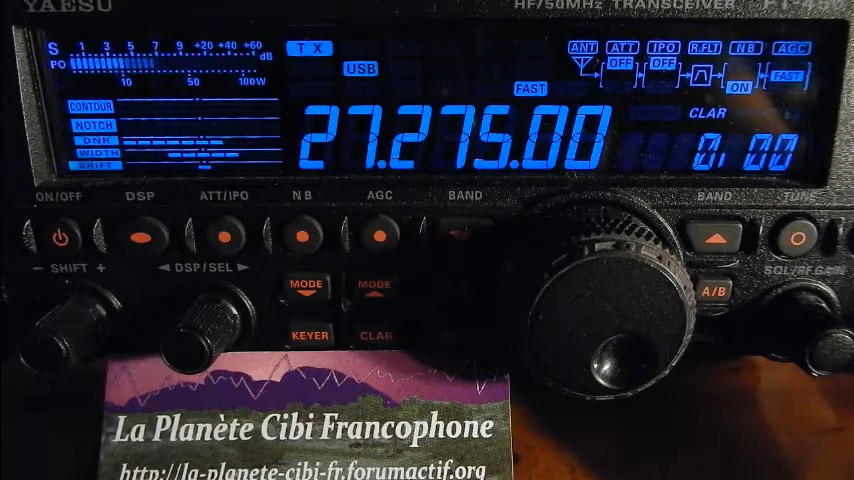 YAESU
HF/50MHz TRANSCEIVER
S 1 3 5 7 9 +20 +40 +60 dB
PO 10 50 100W
TX
USB
FAST
ANT ATT IPO R.FLT NB AGC
OFF OFF ON FAST
CONTOUR
NOTCH
DNR
WIDTH
SHIFT
27.275.00
CLAR
0.00
ON/OFF DSP ATT/IPO NB AGC BAND BAND TUNE
− SHIFT + ◄ DSP/SEL ► SQL/RF GAIN
MODE MODE
A/B
KEYER CLAR
La Planète Cibi Francophone
http://la-planete-cibi-fr.forumactif.org